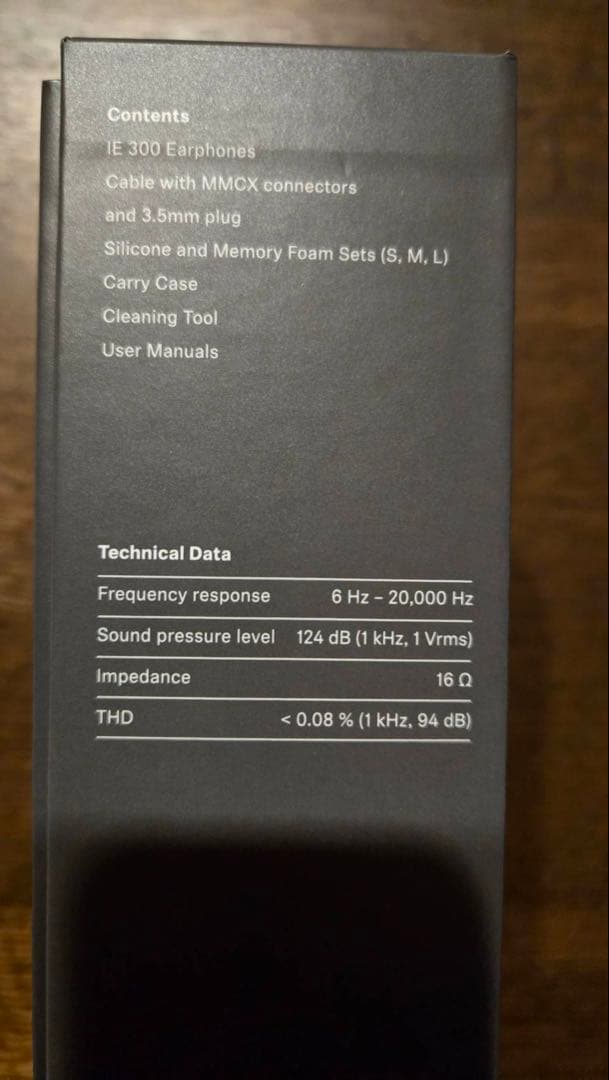 Contents
IE 300 Earphones
Cable with MMCX connectors
and 3.5mm plug
Silicone and Memory Foam Sets (S, M, L)
Carry Case
Cleaning Tool
User Manuals
Technical Data
Frequency response 6 Hz – 20,000 Hz
Sound pressure level 124 dB (1 kHz, 1 Vrms)
Impedance 16 Ω
THD < 0.08 % (1 kHz, 94 dB)